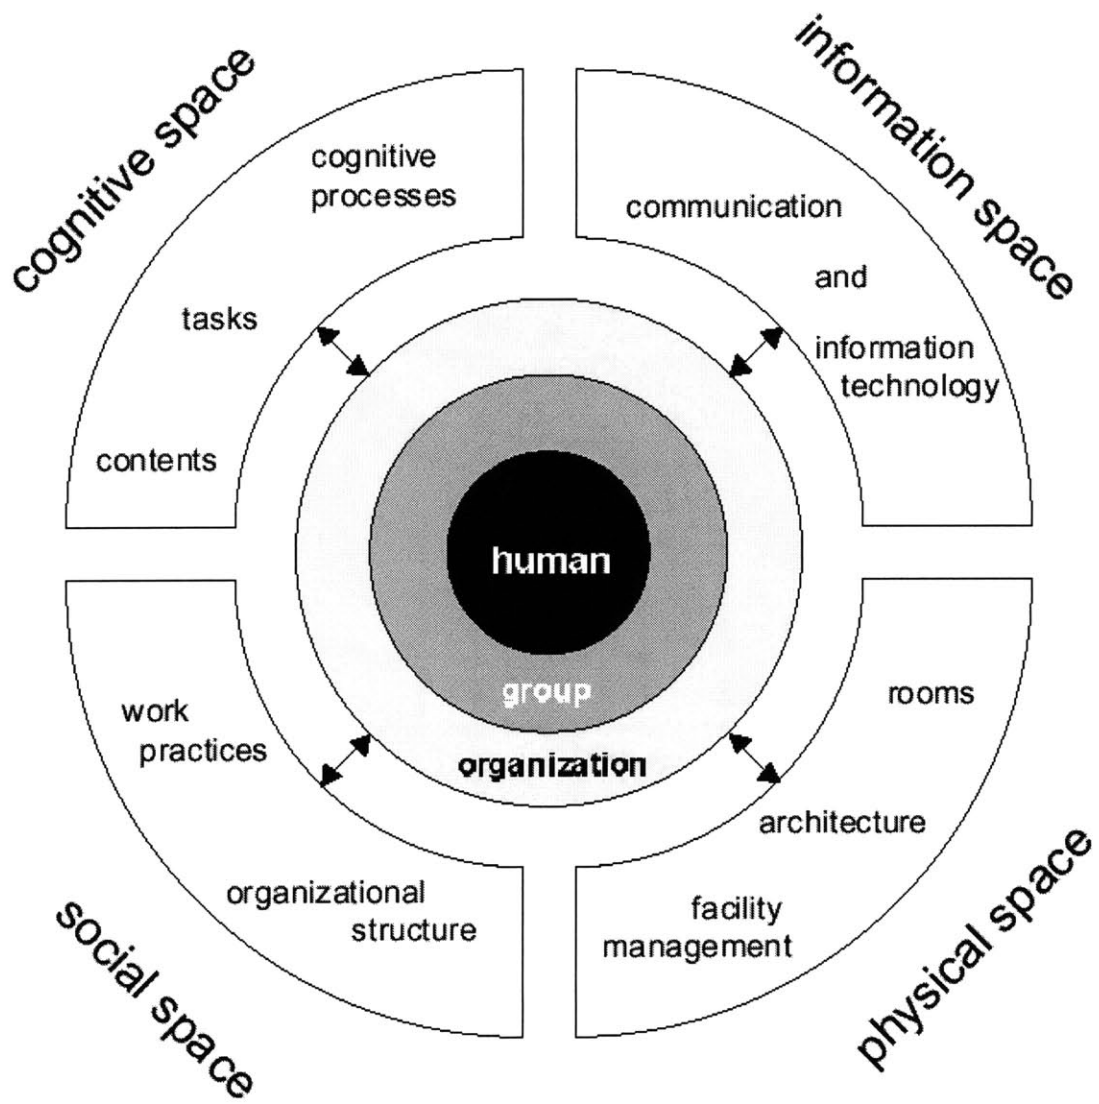 cognitive space
cognitive
processes
tasks
contents
information space
communication
and
information
technology
human
group
organization
work
practices
organizational
structure
social space
rooms
architecture
facility
management
physical space